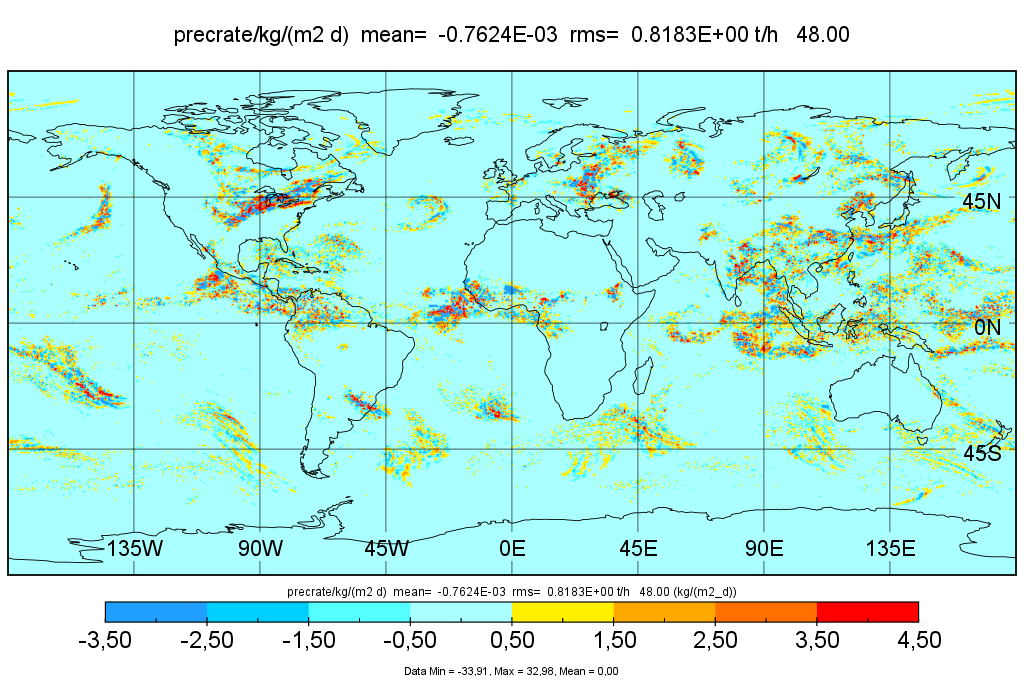 precrate/kg/(m2 d)  mean=  -0.7624E-03  rms=  0.8183E+00 t/h   48.00
45N
0N
45S
135W 90W 45W 0E 45E 90E 135E
precrate/kg/(m2 d)  mean=  -0.7624E-03  rms=  0.8183E+00 t/h   48.00 (kg/(m2_d))
-3,50 -2,50 -1,50 -0,50 0,50 1,50 2,50 3,50 4,50
Data Min = -33,91, Max = 32,98, Mean = 0,00